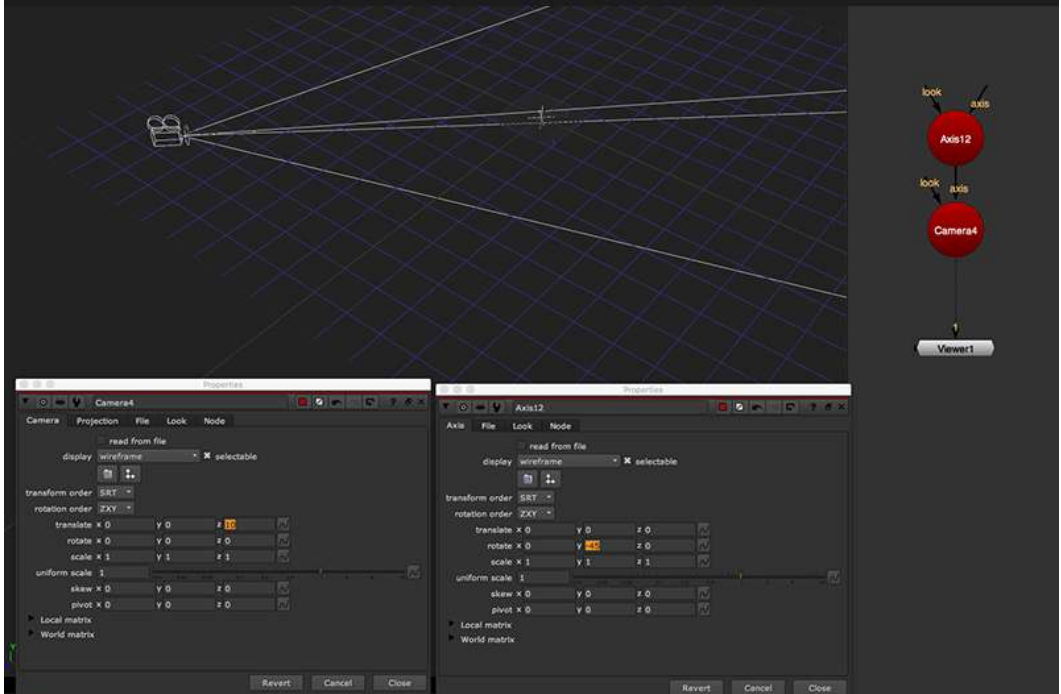 look
axis
Axis12
look
axis
Camera4
1
Viewer1
Properties
Camera4
Camera Projection File Look Node
read from file
display wireframe selectable
transform order SRT
rotation order ZXY
translate x 0 y 0 z 10
rotate x 0 y 0 z 0
scale x 1 y 1 z 1
uniform scale 1
skew x 0 y 0 z 0
pivot x 0 y 0 z 0
Local matrix
World matrix
Revert Cancel Close
Properties
Axis12
Axis File Look Node
read from file
display wireframe selectable
transform order SRT
rotation order ZXY
translate x 0 y 0 z 0
rotate x 0 y -45 z 0
scale x 1 y 1 z 1
uniform scale 1
skew x 0 y 0 z 0
pivot x 0 y 0 z 0
Local matrix
World matrix
Revert Cancel Close